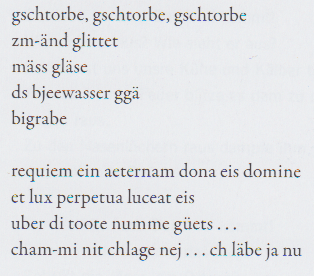 gschtorbe, gschtorbe, gschtorbe
zm-änd glittet
mäss gläse
ds bjeewasser ggä
bigrabe

requiem ein aeternam dona eis domine
et lux perpetua luceat eis
uber di toote numme güets . . .
cham-mi nit chlage nej . . . ch läbe ja nu